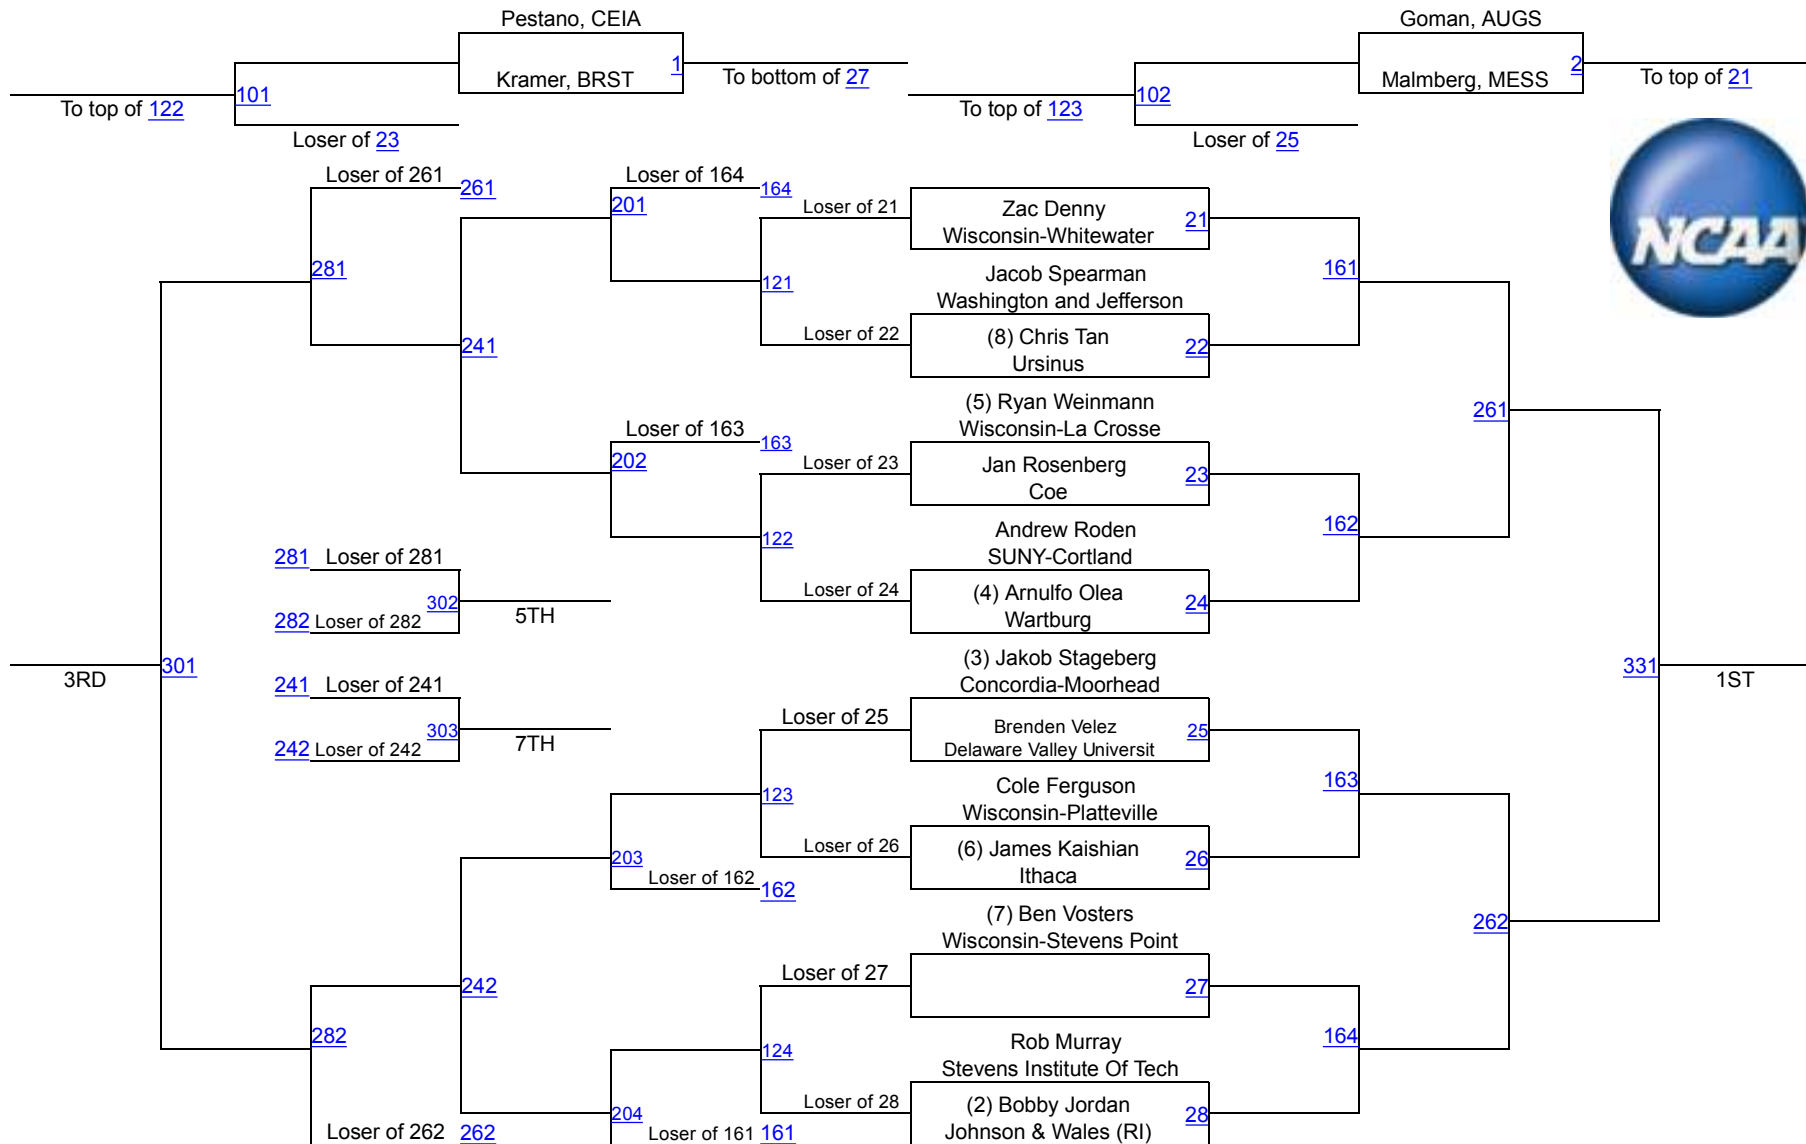 Pestano, CEIA
Kramer, BRST
1
To bottom of 27
101
To top of 122
Loser of 23
Goman, AUGS
Malmberg, MESS
2
To top of 21
102
To top of 123
Loser of 25
NCAA
Loser of 261 261
Loser of 164 164
201
Loser of 21
Zac Denny
Wisconsin-Whitewater
21
281
121
Jacob Spearman
Washington and Jefferson
161
241
Loser of 22
(8) Chris Tan
Ursinus
22
(5) Ryan Weinmann
Wisconsin-La Crosse
261
Loser of 163 163
202
Loser of 23
Jan Rosenberg
Coe
23
122
Andrew Roden
SUNY-Cortland
162
281 Loser of 281
302
282 Loser of 282
5TH
Loser of 24
(4) Arnulfo Olea
Wartburg
24
301
3RD
(3) Jakob Stageberg
Concordia-Moorhead
331
1ST
241 Loser of 241
303
242 Loser of 242
7TH
Loser of 25
Brenden Velez
Delaware Valley Universit
25
123
Cole Ferguson
Wisconsin-Platteville
163
203
Loser of 26
(6) James Kaishian
Ithaca
26
Loser of 162 162
(7) Ben Vosters
Wisconsin-Stevens Point
262
242
Loser of 27
27
282
124
Rob Murray
Stevens Institute Of Tech
164
204
Loser of 28
(2) Bobby Jordan
Johnson & Wales (RI)
28
Loser of 262 262
Loser of 161 161